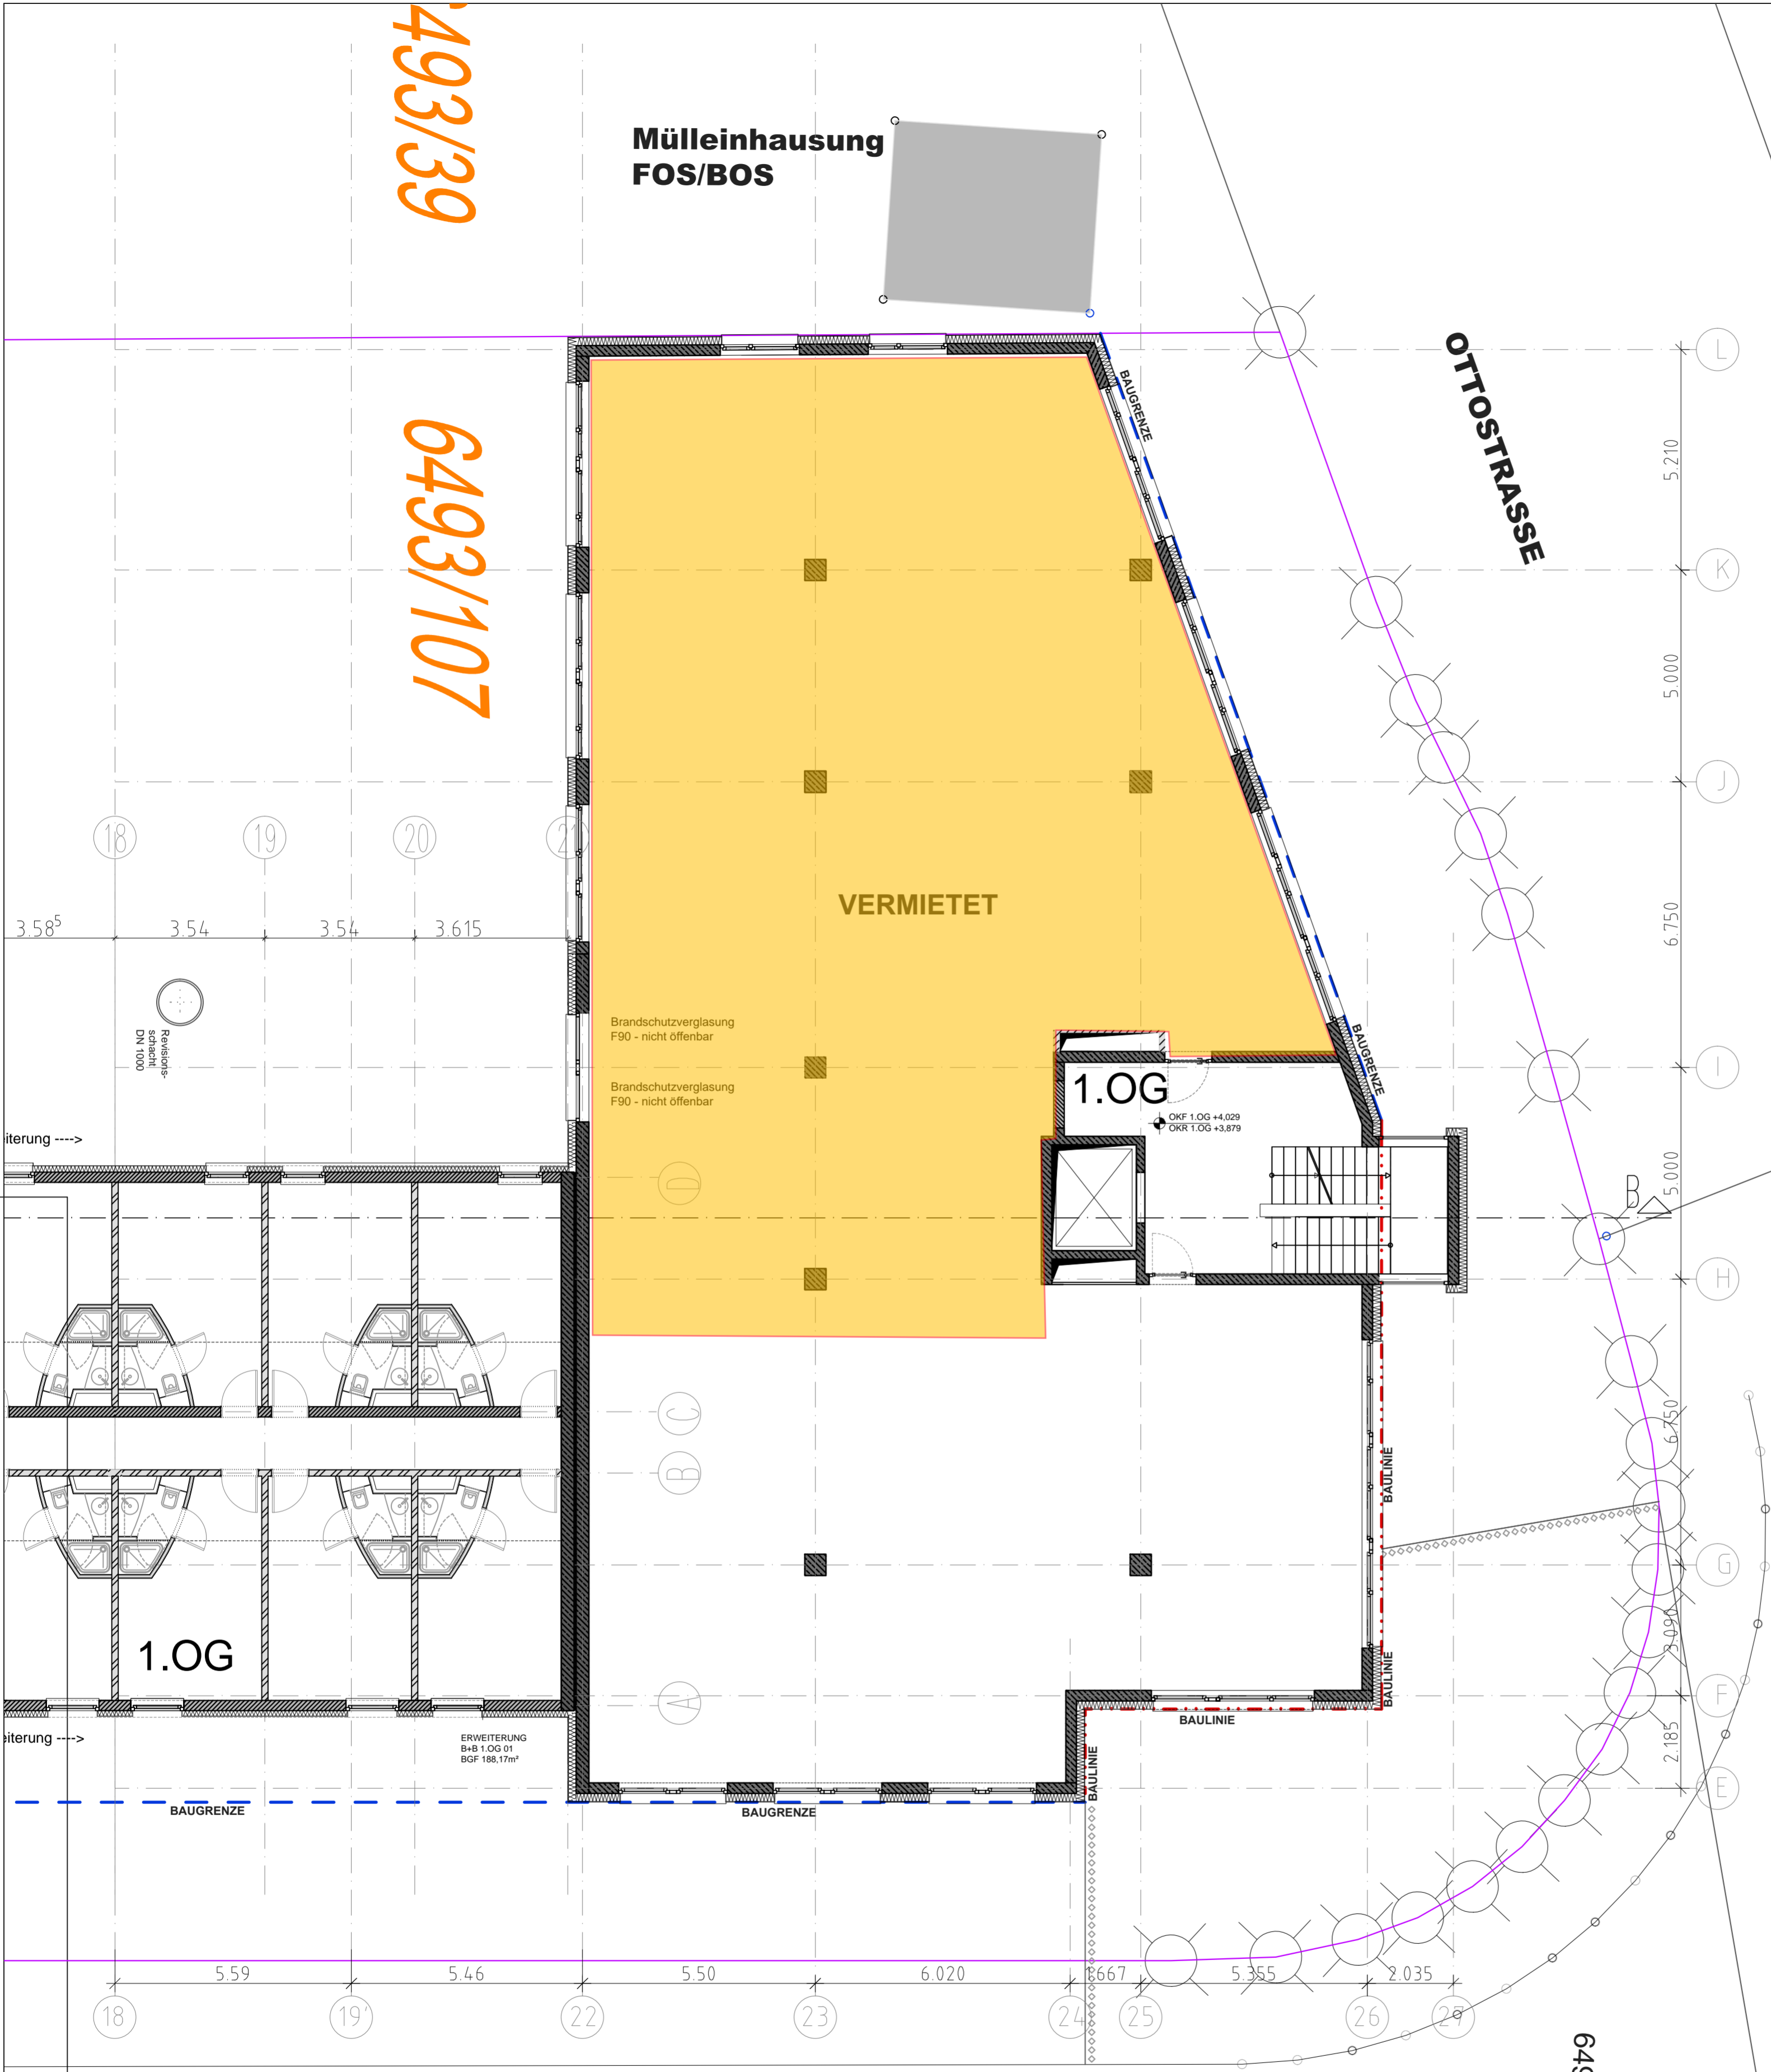 493/39
Mülleinhausung
FOS/BOS
OTTOSTRASSE
L
BAUGRENZE
5.210
6493/107
K
5.000
J
18
19
20
21
VERMIETET
6.750
3.58⁵
3.54
3.54
3.615
Revisions-
schacht
DN 1000
Brandschutzverglasung
F90 - nicht öffenbar
BAUGRENZE
I
Brandschutzverglasung
F90 - nicht öffenbar
1.OG
OKF 1.OG +4,029
OKR 1.OG +3,879
iterung ---->
5.000
D
B
H
C
6.750
B
BAULINIE
G
3.090
1.OG
BAULINIE
A
F
BAULINIE
iterung ---->
ERWEITERUNG
B+B 1.OG 01
BGF 188,17m²
2.185
BAULINIE
E
BAUGRENZE
BAUGRENZE
5.59
5.46
5.50
6.020
1.667
5.355
2.035
18
19'
22
23
24
25
26
27
649